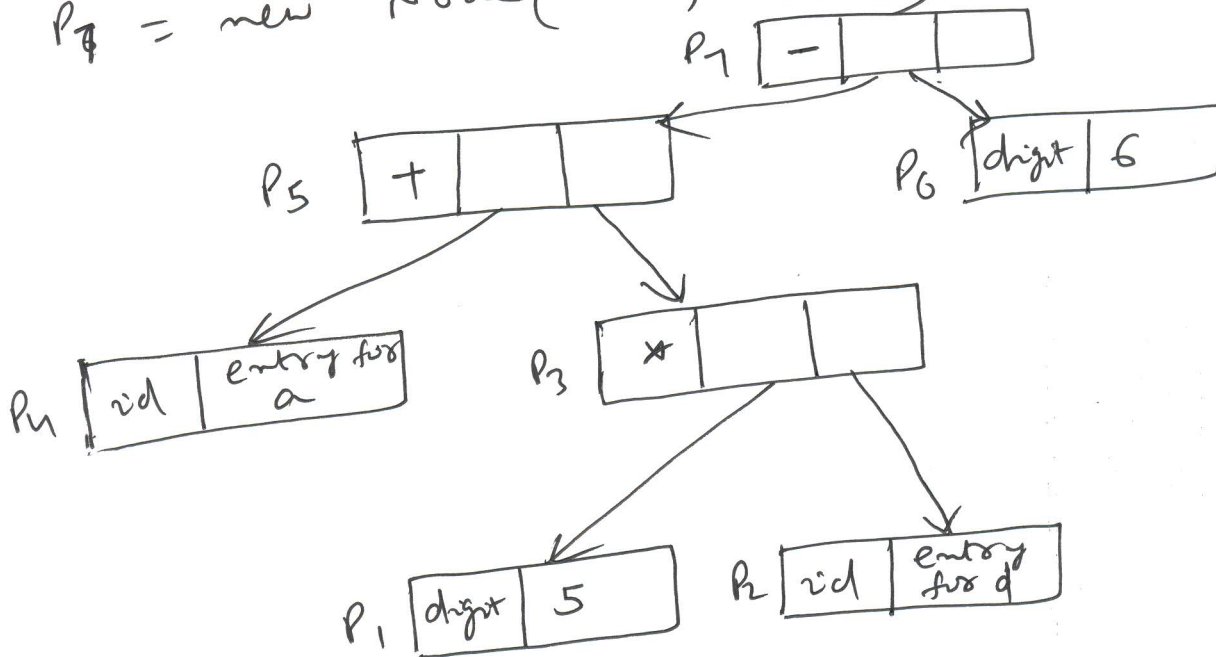 P7 = new Node(
P7 -
P5 +
P6 digit 6
P4 id entry for
a
P3 *
P1 digit 5
P2 id entry
for d